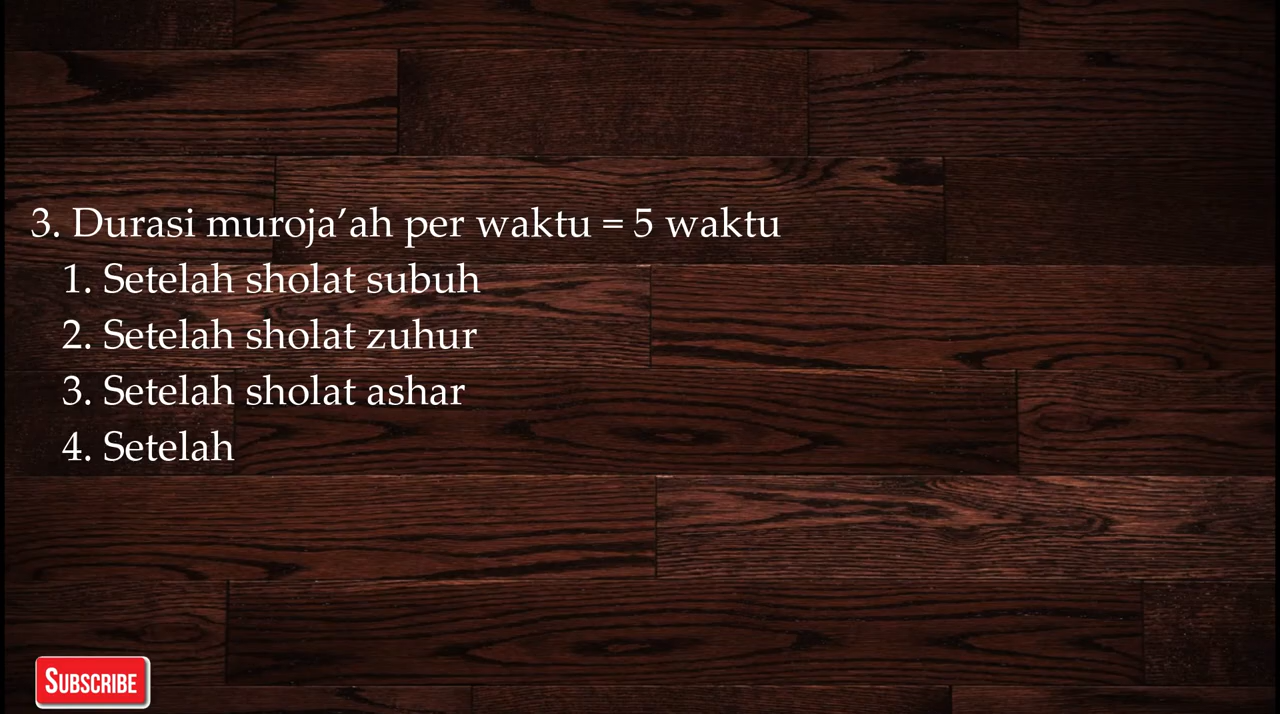 3. Durasi muroja’ah per waktu = 5 waktu
1. Setelah sholat subuh
2. Setelah sholat zuhur
3. Setelah sholat ashar
4. Setelah
SUBSCRIBE